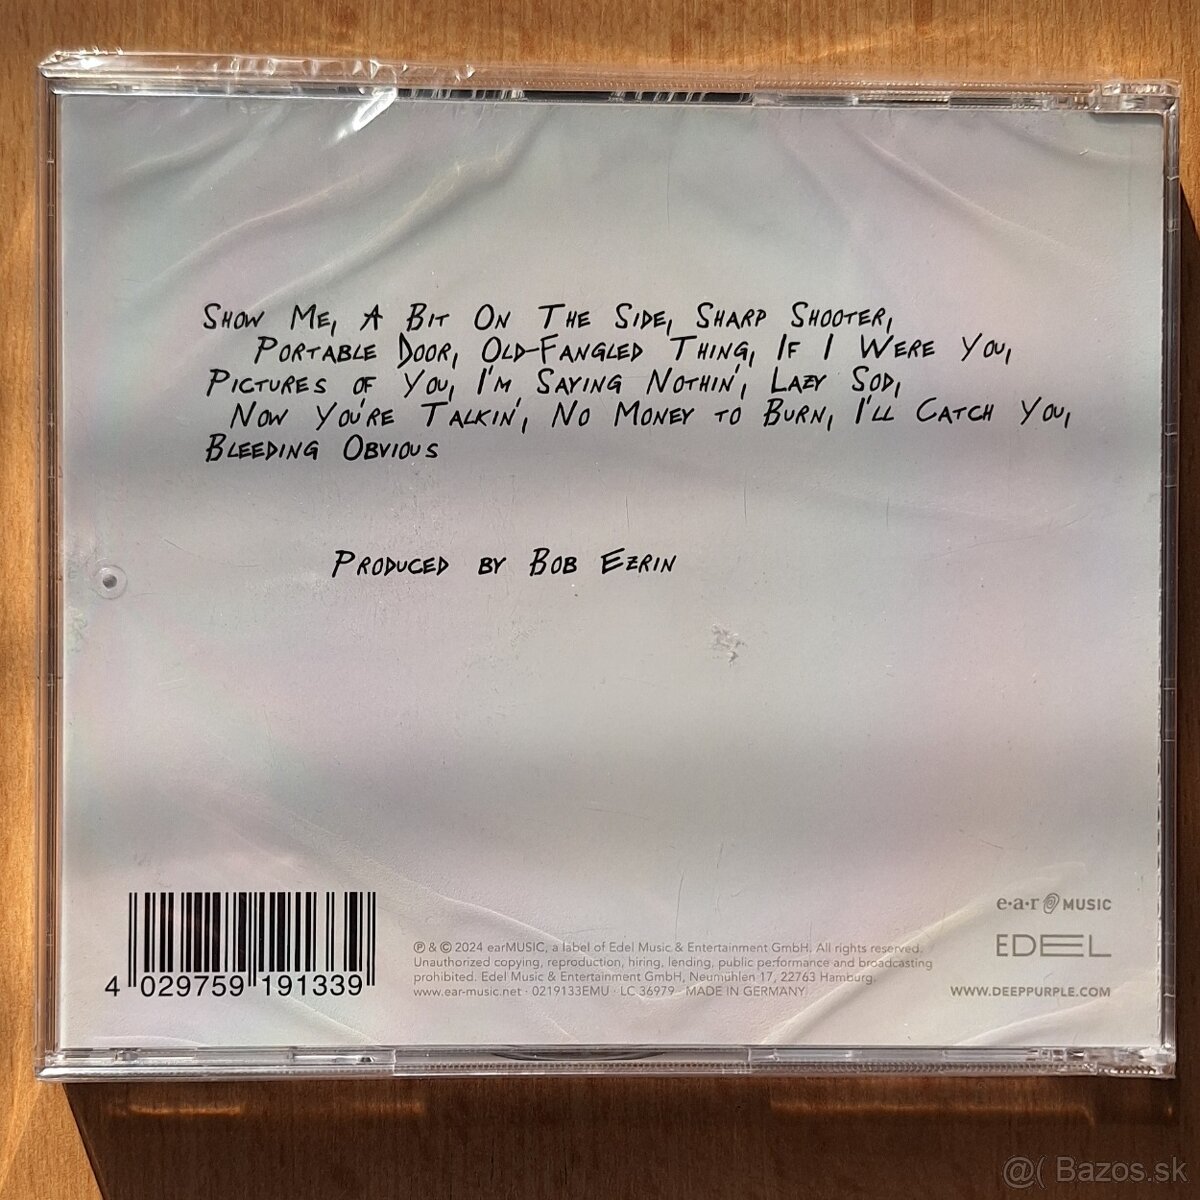 Show Me, A Bit On The Side, Sharp Shooter,
Portable Door, Old-Fangled Thing, If I Were You,
Pictures of You, I'm Saying Nothin', Lazy Sod,
Now You're Talkin', No Money to Burn, I'll Catch You,
Bleeding Obvious
Produced by Bob Ezrin
e·a·r MUSIC
EDEL
℗ & © 2024 earMUSIC, a label of Edel Music & Entertainment GmbH. All rights reserved.
Unauthorized copying, reproduction, hiring, lending, public performance and broadcasting
prohibited. Edel Music & Entertainment GmbH, Neumühlen 17, 22763 Hamburg.
www.ear-music.net · 0219133EMU · LC 36979 · MADE IN GERMANY
WWW.DEEPPURPLE.COM
4 029759 191339
@( Bazos.sk